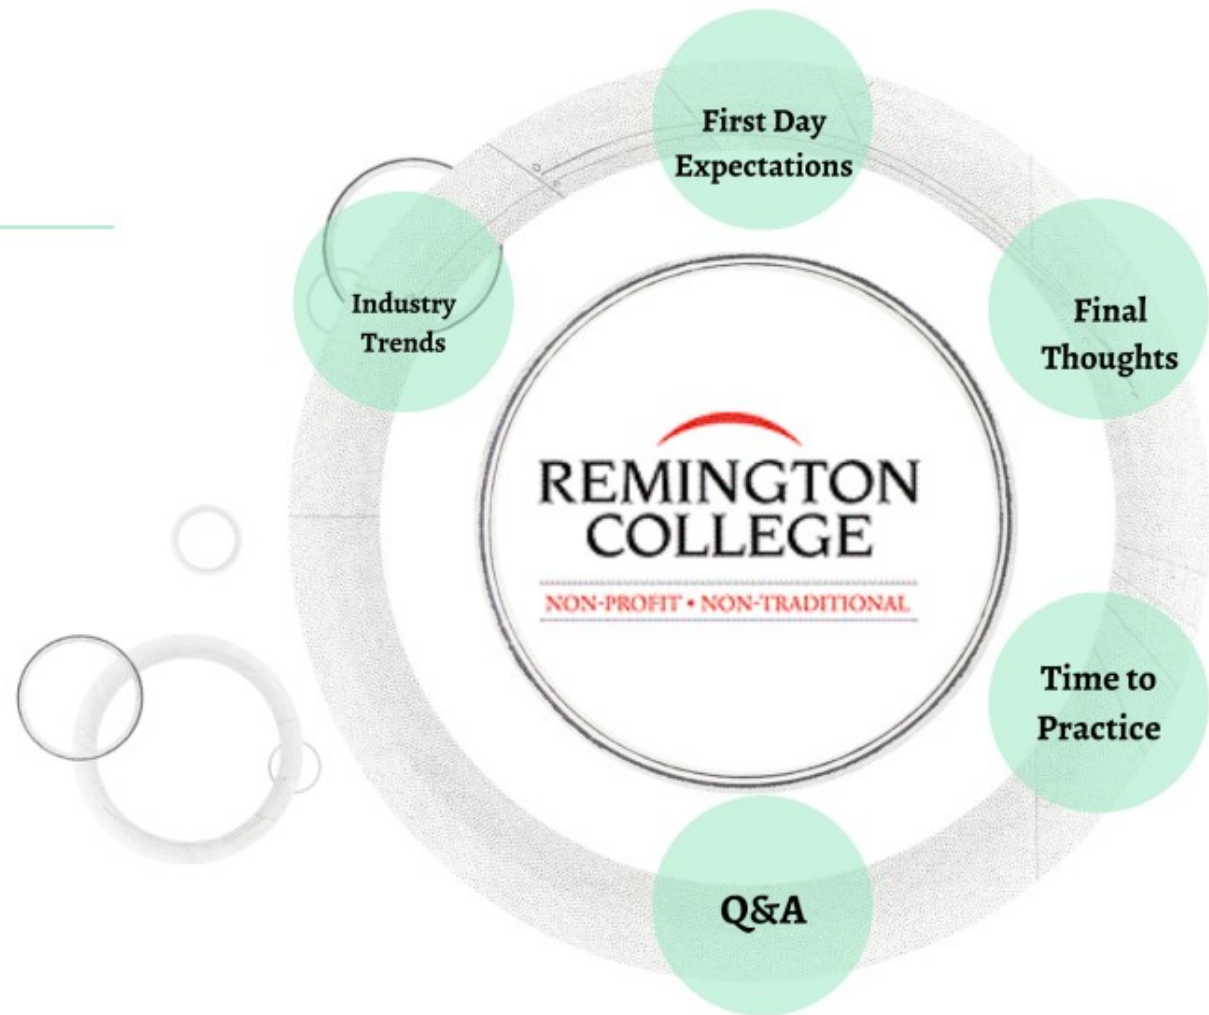 First Day
Expectations
Industry
Trends
Final
Thoughts
REMINGTON
COLLEGE
NON-PROFIT • NON-TRADITIONAL
Time to
Practice
Q&A